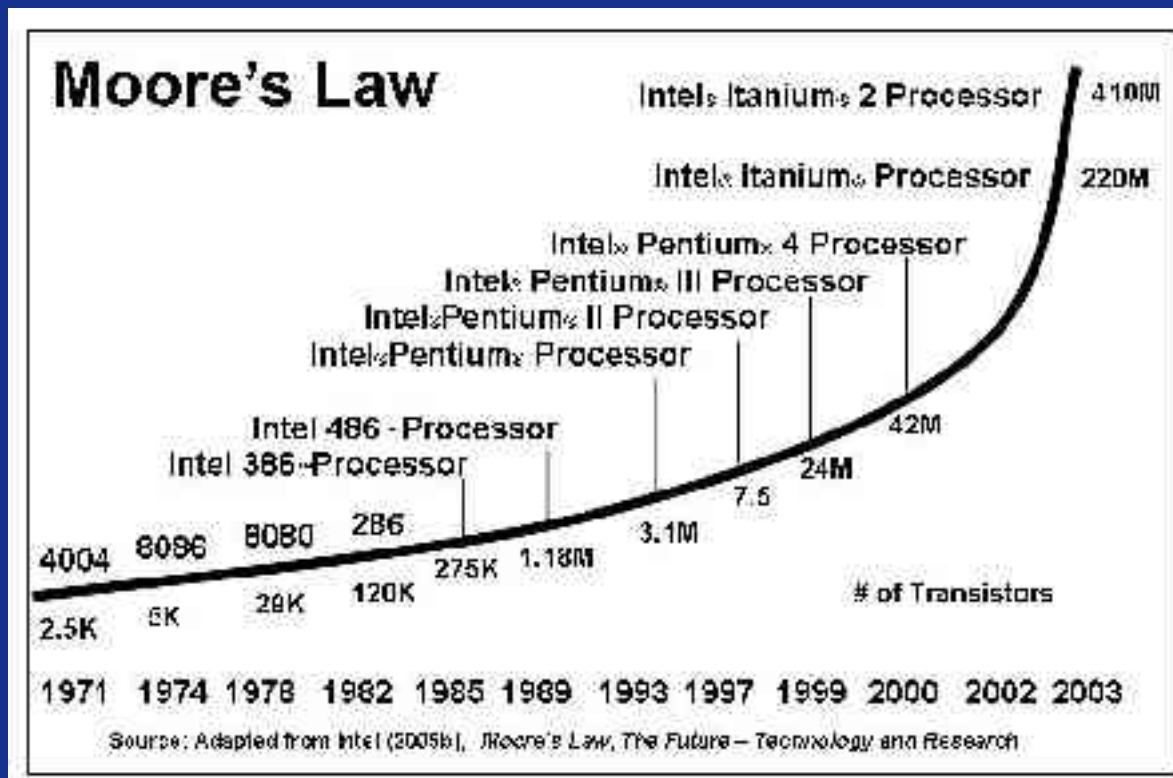 Moore's Law
Intel® Itanium® 2 Processor 410M
Intel® Itanium® Processor 220M
Intel® Pentium® 4 Processor
Intel® Pentium® III Processor
Intel®Pentium® II Processor
Intel®Pentium® Processor
Intel 486 - Processor
Intel 386™Processor
4004 8086 8080 286
2.5K 5K 29K 120K 275K 1.18M 3.1M 7.5 24M 42M
# of Transistors
1971 1974 1978 1982 1985 1989 1993 1997 1999 2000 2002 2003
Source: Adapted from Intel (2005b), Moore's Law, The Future – Technology and Research